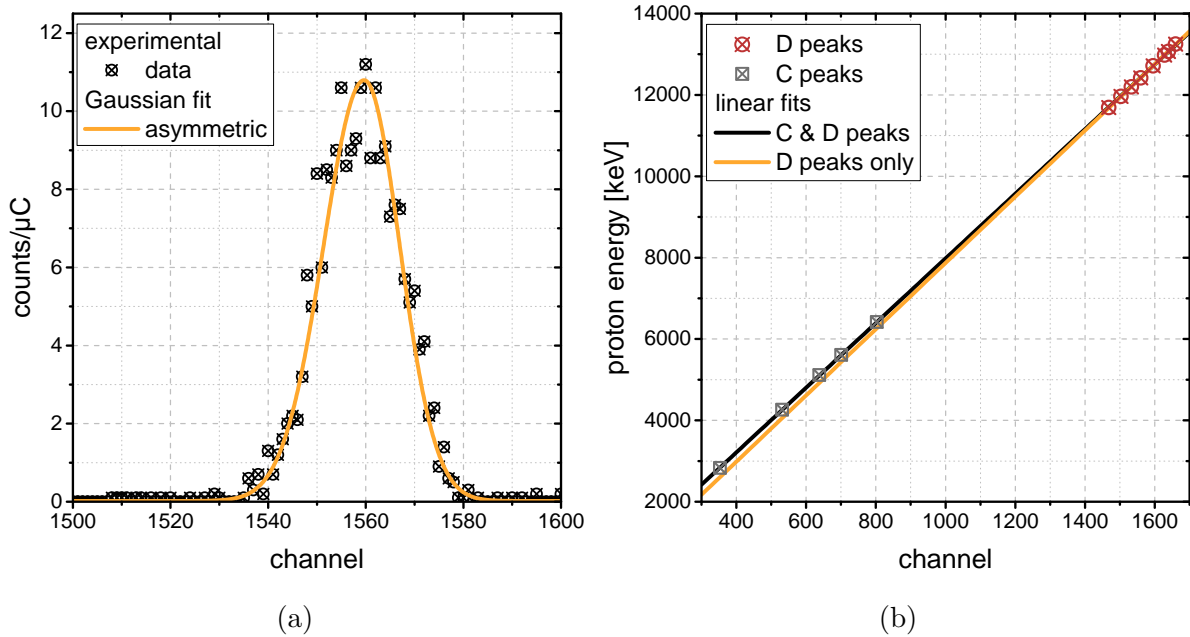 12
10
8
6
4
2
0
counts/µC
experimental
data
Gaussian fit
asymmetric
1500 1520 1540 1560 1580 1600
channel
(a)
14000
12000
10000
8000
6000
4000
2000
proton energy [keV]
D peaks
C peaks
linear fits
C & D peaks
D peaks only
400 600 800 1000 1200 1400 1600
channel
(b)